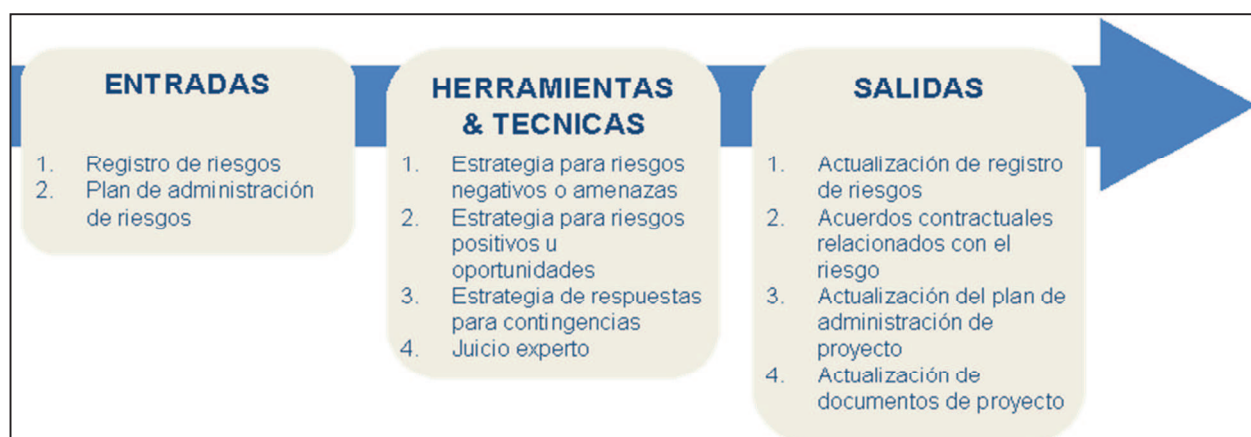 ENTRADAS
1. Registro de riesgos
2. Plan de administración
de riesgos
HERRAMIENTAS
& TECNICAS
1. Estrategia para riesgos
negativos o amenazas
2. Estrategia para riesgos
positivos u
oportunidades
3. Estrategia de respuestas
para contingencias
4. Juicio experto
SALIDAS
1. Actualización de registro
de riesgos
2. Acuerdos contractuales
relacionados con el
riesgo
3. Actualización del plan de
administración de
proyecto
4. Actualización de
documentos de proyecto